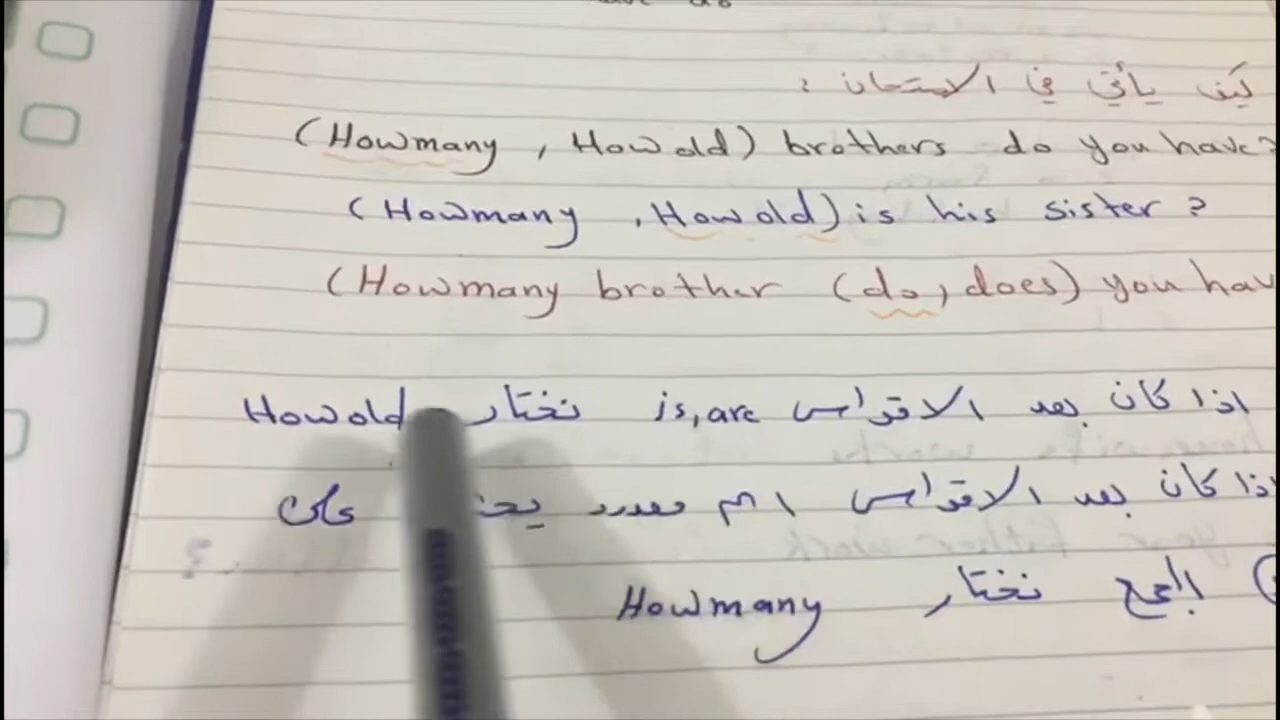 كيف يأتي في الامتحان :
(Howmany , How old) brothers do you have?
(Howmany , How old) is his sister ?
(Howmany brother (do, does) you hav
اذا كان بعد الاقواس is, are نختار How old
اذا كان بعد الاقواس اسم معدود على
الجمع نختار Howmany